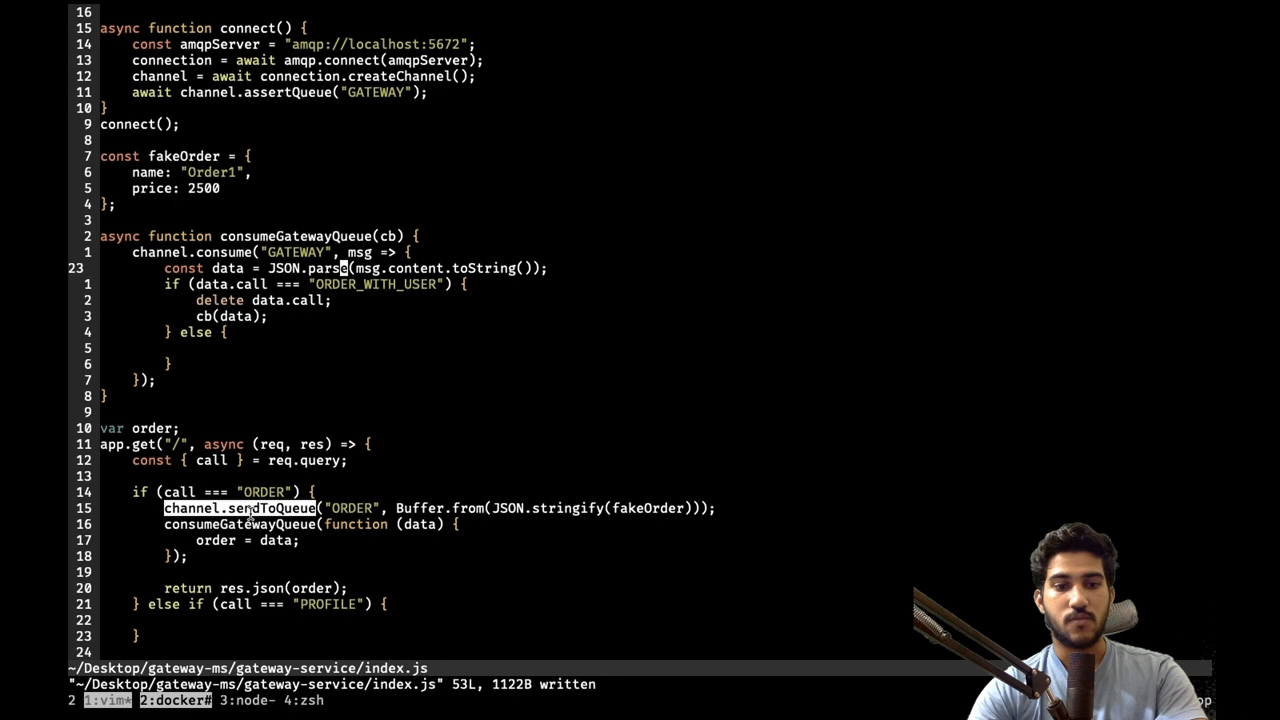 16
15 async function connect() {
14     const amqpServer = "amqp://localhost:5672";
13     connection = await amqp.connect(amqpServer);
12     channel = await connection.createChannel();
11     await channel.assertQueue("GATEWAY");
10 }
9 connect();
8
7 const fakeOrder = {
6     name: "Order1",
5     price: 2500
4 };
3
2 async function consumeGatewayQueue(cb) {
1     channel.consume("GATEWAY", msg => {
23         const data = JSON.parse(msg.content.toString());
1         if (data.call === "ORDER_WITH_USER") {
2             delete data.call;
3             cb(data);
4         } else {
5
6         }
7     });
8 }
9
10 var order;
11 app.get("/", async (req, res) => {
12     const { call } = req.query;
13
14     if (call === "ORDER") {
15         channel.sendToQueue("ORDER", Buffer.from(JSON.stringify(fakeOrder)));
16         consumeGatewayQueue(function (data) {
17             order = data;
18         });
19
20         return res.json(order);
21     } else if (call === "PROFILE") {
22
23     }
24
~/Desktop/gateway-ms/gateway-service/index.js
"~/Desktop/gateway-ms/gateway-service/index.js" 53L, 1122B written
2 1:vim* 2:docker# 3:node- 4:zsh